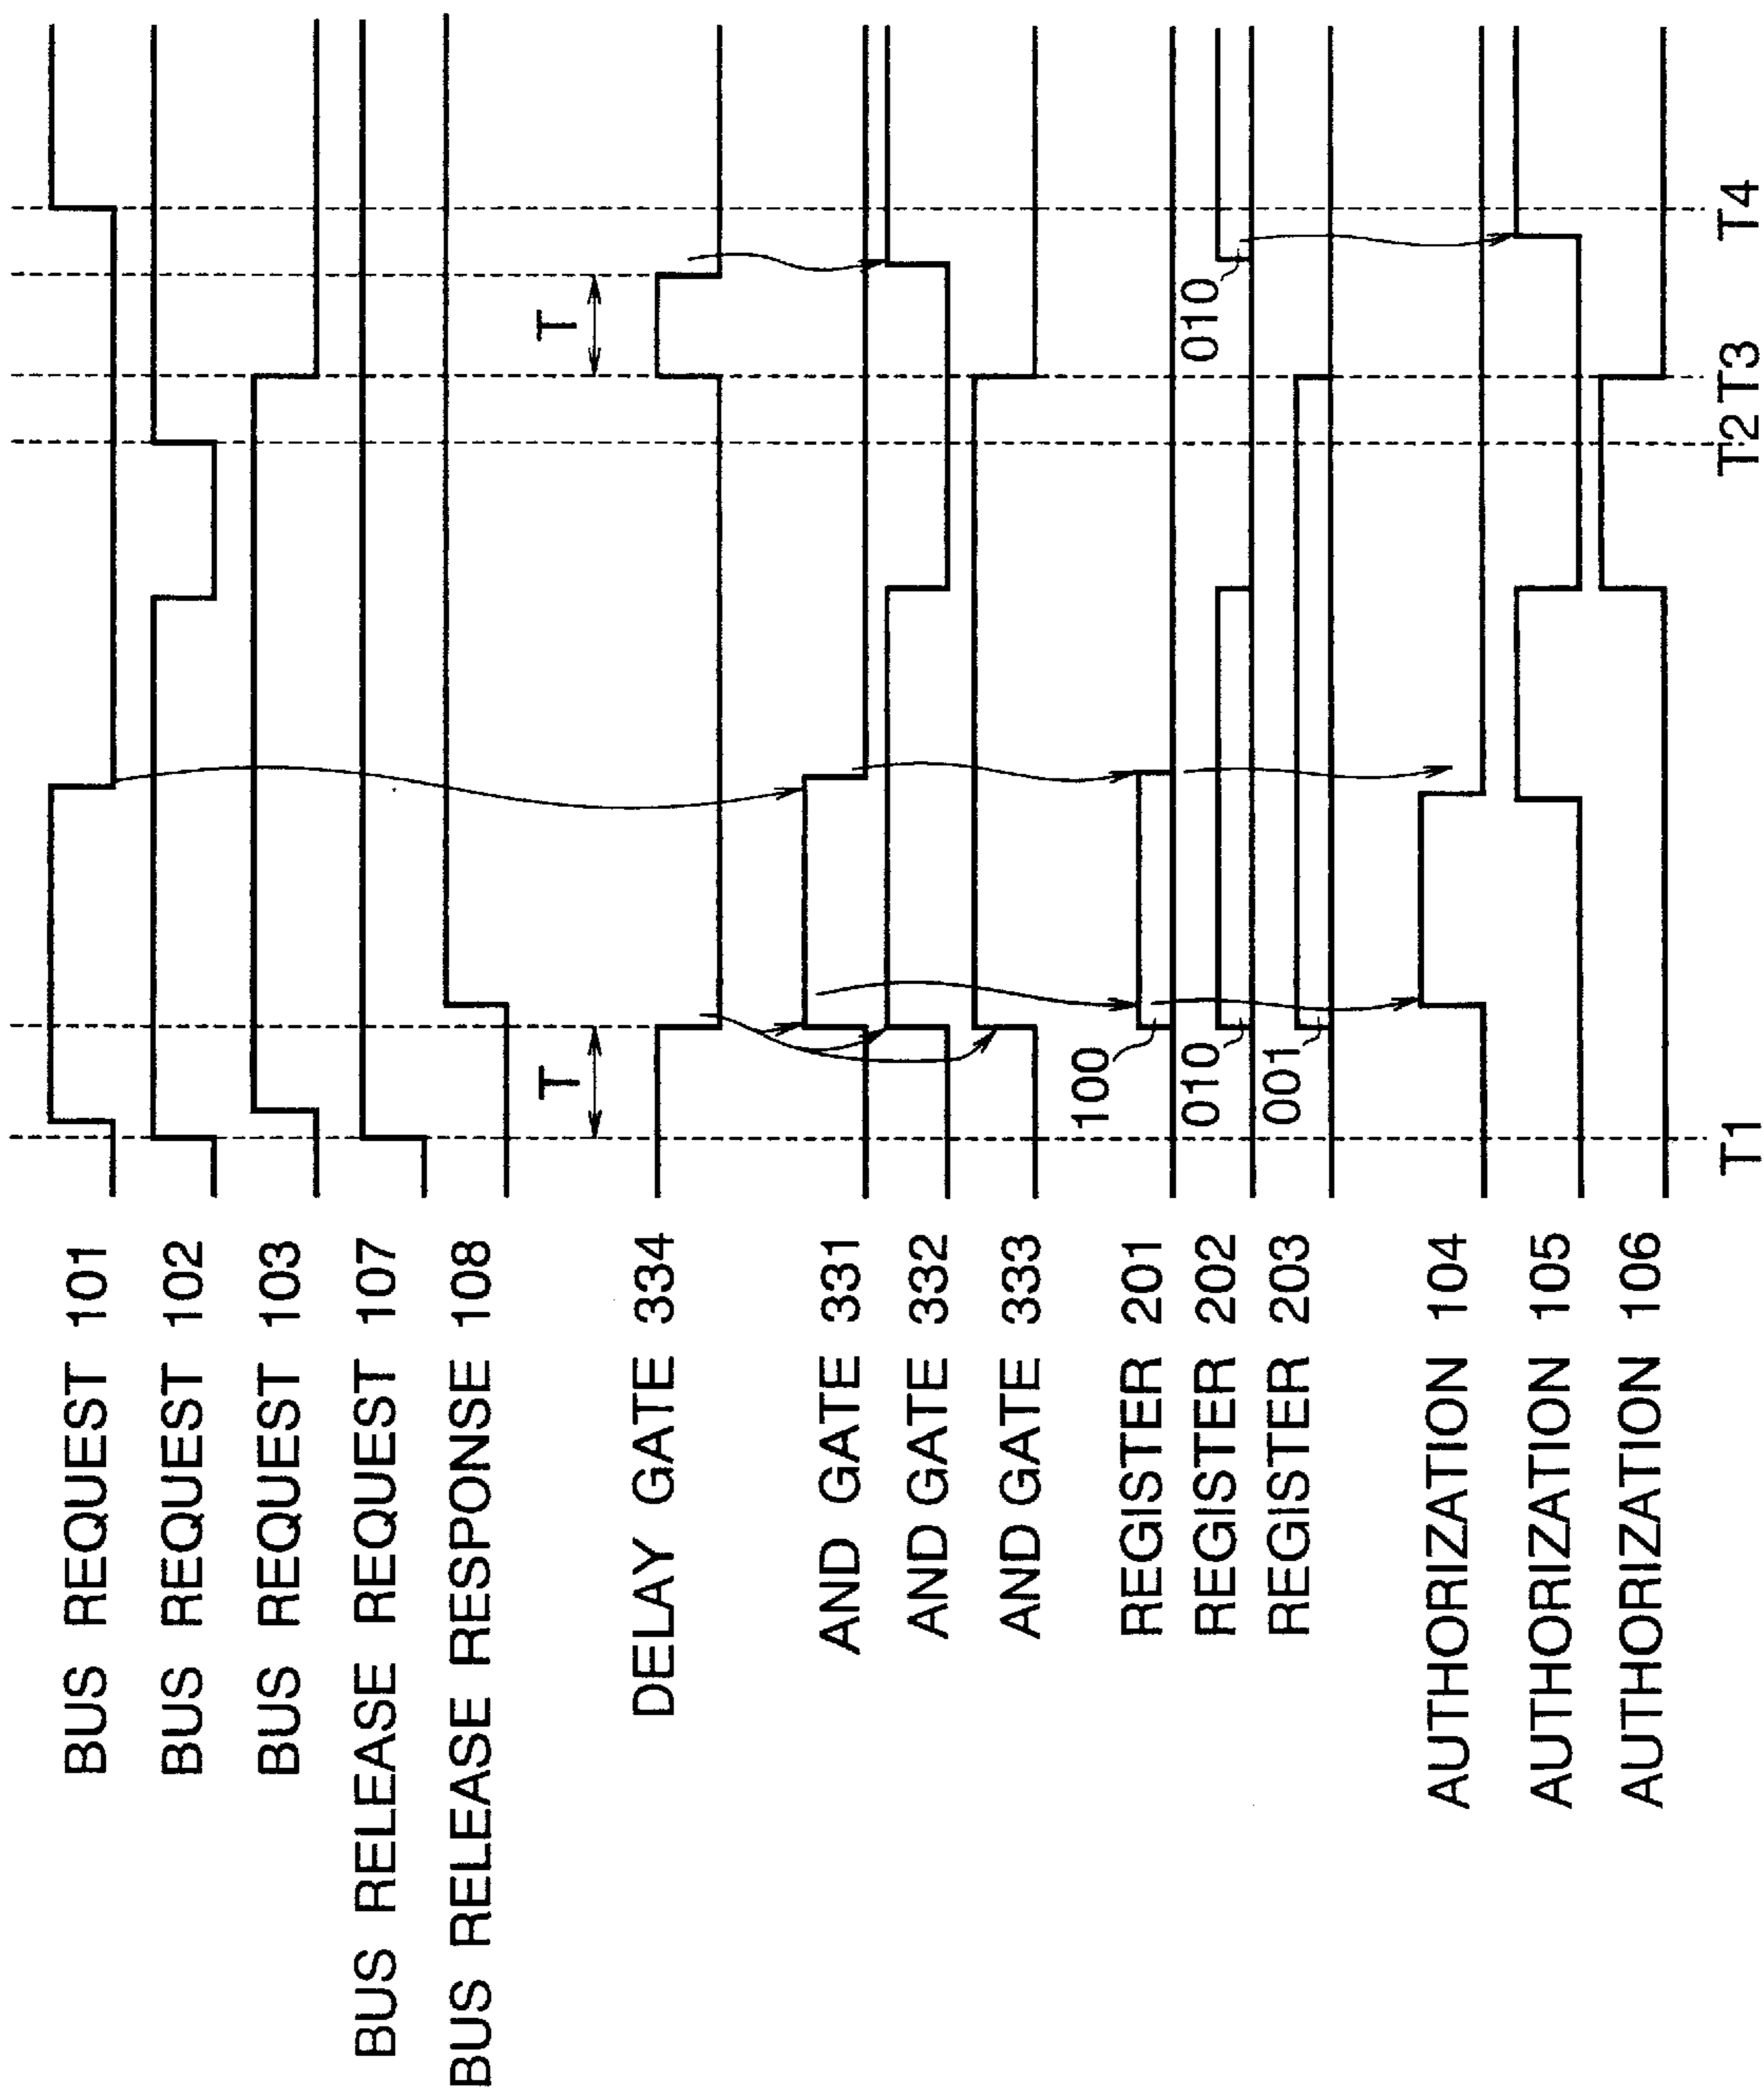 BUS REQUEST 101
BUS REQUEST 102
BUS REQUEST 103
BUS RELEASE REQUEST 107
BUS RELEASE RESPONSE 108
T
T
DELAY GATE 334
AND GATE 331
AND GATE 332
AND GATE 333
100
REGISTER 201
010
010
REGISTER 202
001
REGISTER 203
AUTHORIZATION 104
AUTHORIZATION 105
AUTHORIZATION 106
T1
T2
T3
T4